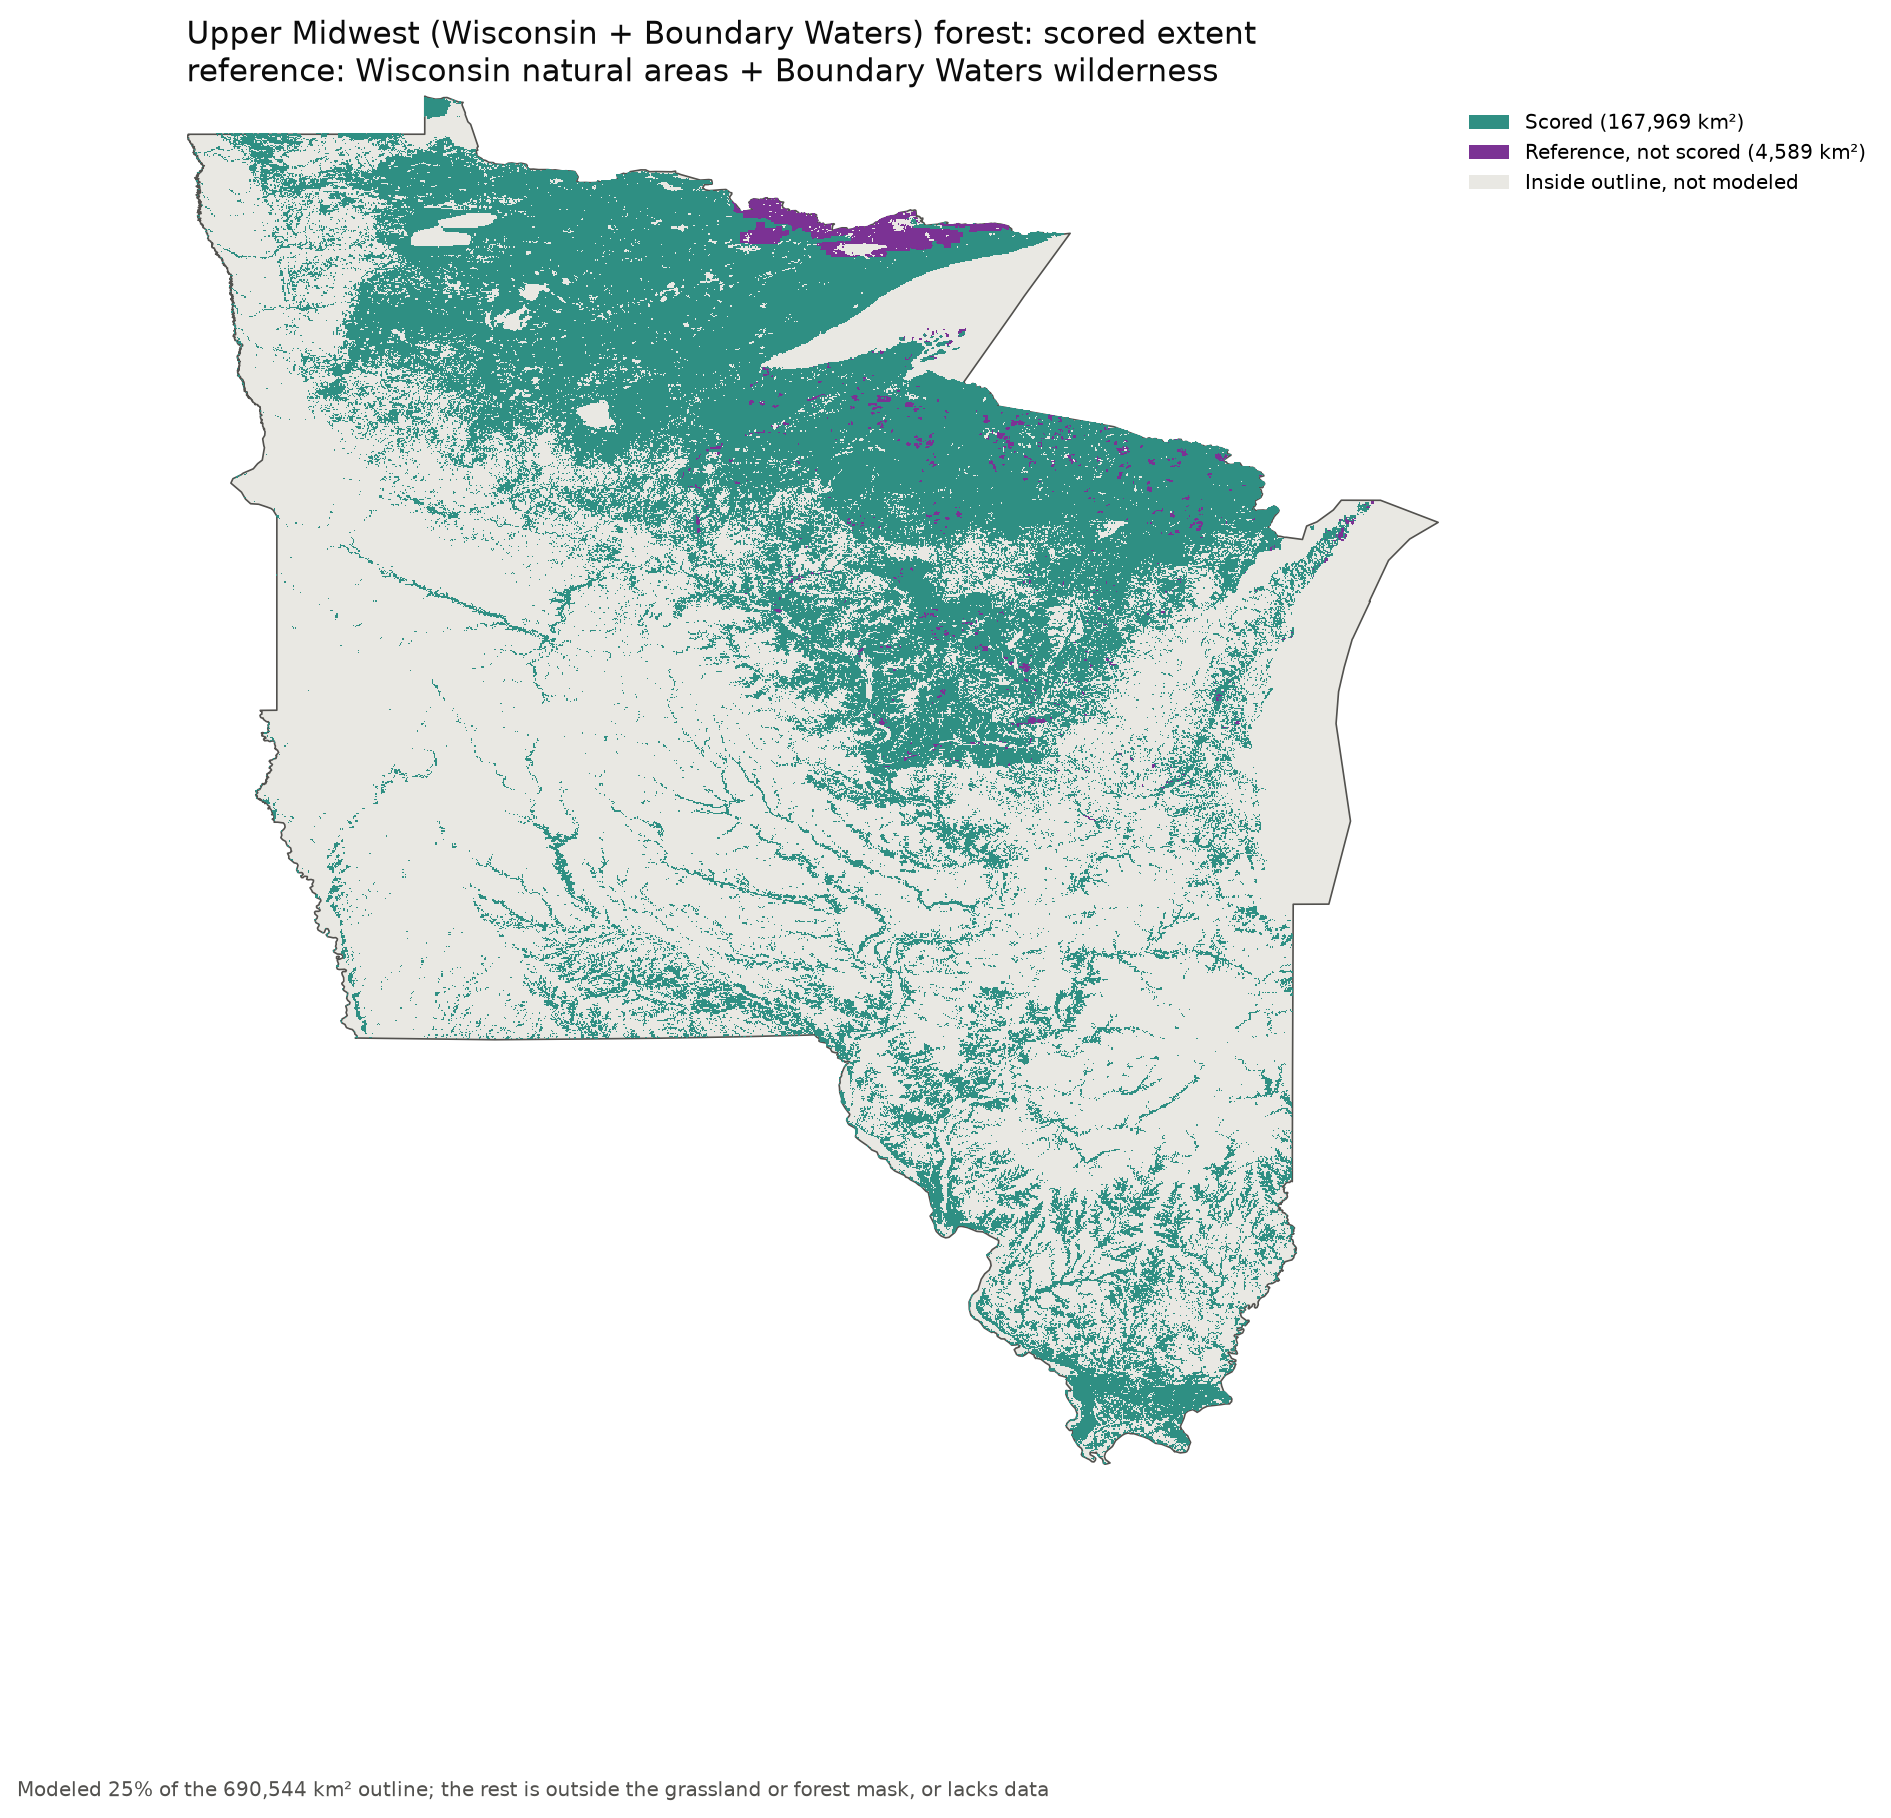 Upper Midwest (Wisconsin + Boundary Waters) forest: scored extent
reference: Wisconsin natural areas + Boundary Waters wilderness
Scored (167,969 km²)
Reference, not scored (4,589 km²)
Inside outline, not modeled
Modeled 25% of the 690,544 km² outline; the rest is outside the grassland or forest mask, or lacks data